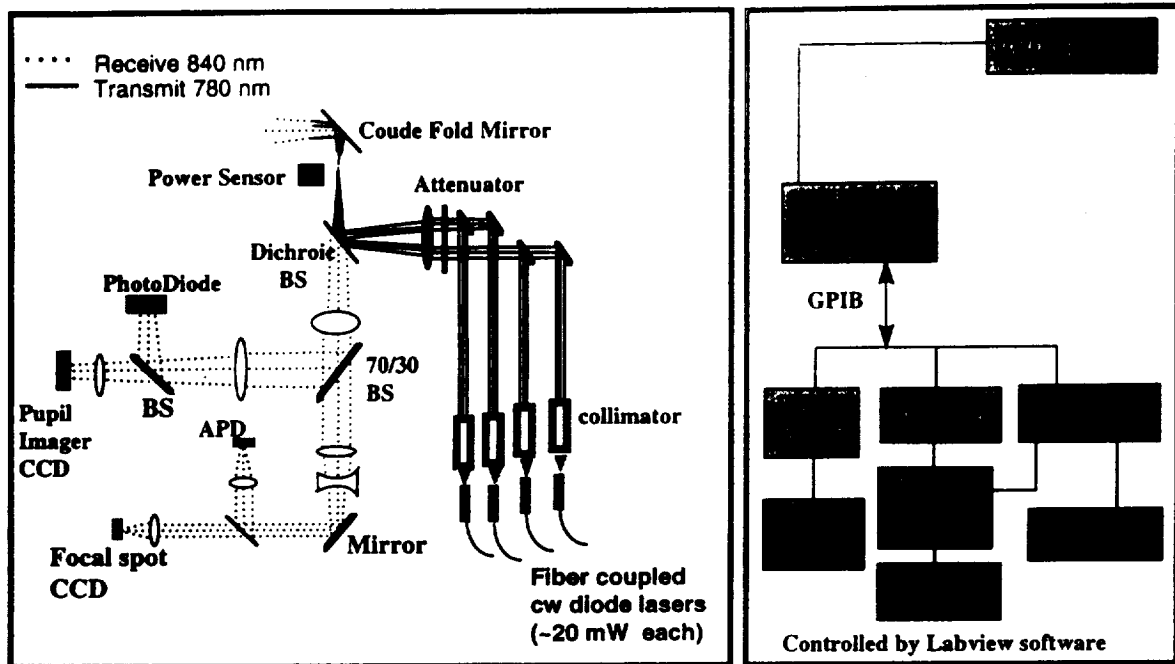 Receive 840 nm
Transmit 780 nm
Coude Fold Mirror
Power Sensor
Attenuator
Dichroic
BS
PhotoDiode
70/30
BS
BS
Pupil
Imager
CCD
APD
collimator
Mirror
Focal spot
CCD
Fiber coupled
cw diode lasers
(~20 mW each)
GPIB
Controlled by Labview software